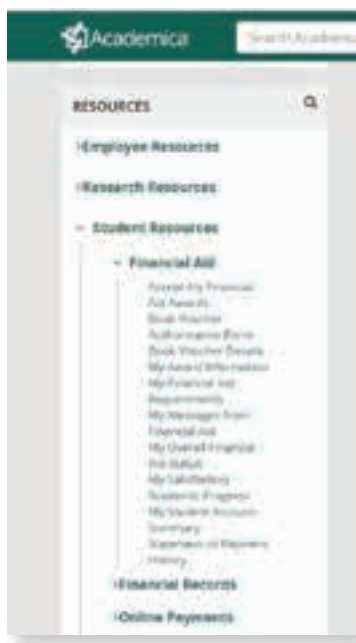 Academica
Search Academica
RESOURCES
Employee Resources
Research Resources
Student Resources
Financial Aid
Accept My Financial
Aid Awards
Book Voucher
Authorization Form
Book Voucher Details
My Award Information
My Financial Aid
Requirements
My Messages from
Financial Aid
My Overall Financial
Aid Status
My Satisfactory
Academic Progress
My Student Account
Summary
Statement of Payment
History
Financial Records
Online Payments